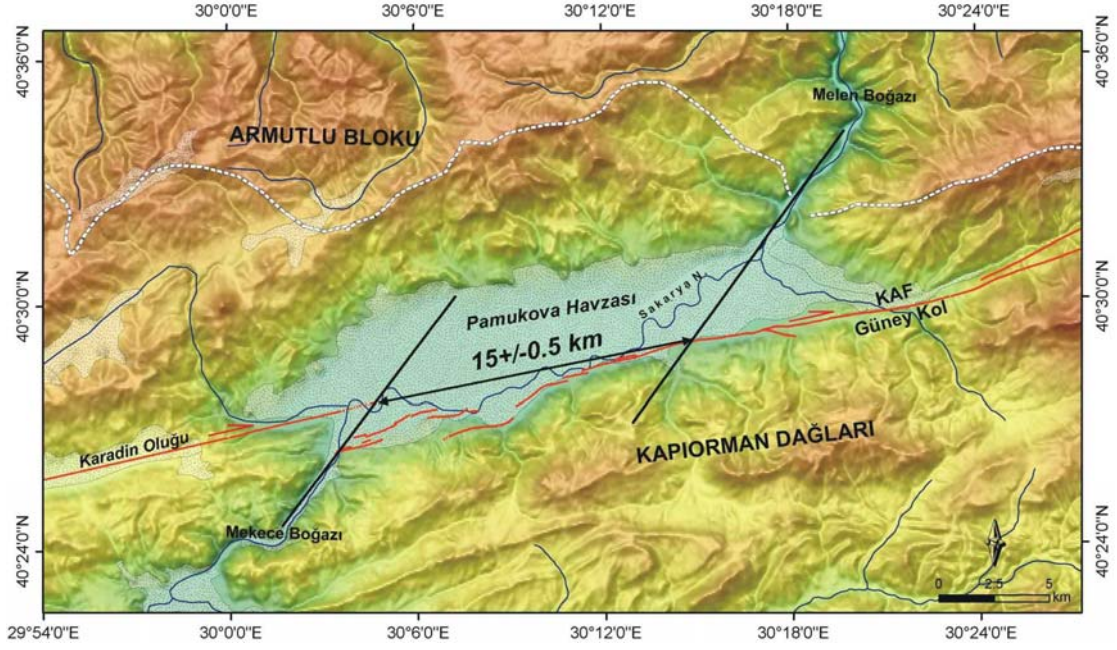 30°0'0"E 30°6'0"E 30°12'0"E 30°18'0"E 30°24'0"E
40°36'0"N
40°36'0"N
Melen Boğazı
ARMUTLU BLOKU
40°30'0"N
40°30'0"N
Sakarya N.
Pamukova Havzası
KAF
Güney Kol
15+/-0.5 km
Karadin Oluğu
KAPIORMAN DAĞLARI
Mekece Boğazı
40°24'0"N
40°24'0"N
0 2.5 5
km
29°54'0"E 30°0'0"E 30°6'0"E 30°12'0"E 30°18'0"E 30°24'0"E